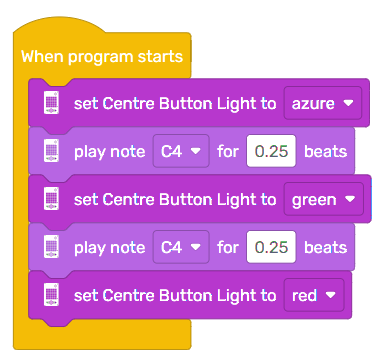 When program starts
set Centre Button Light to azure
play note C4 for 0.25 beats
set Centre Button Light to green
play note C4 for 0.25 beats
set Centre Button Light to red